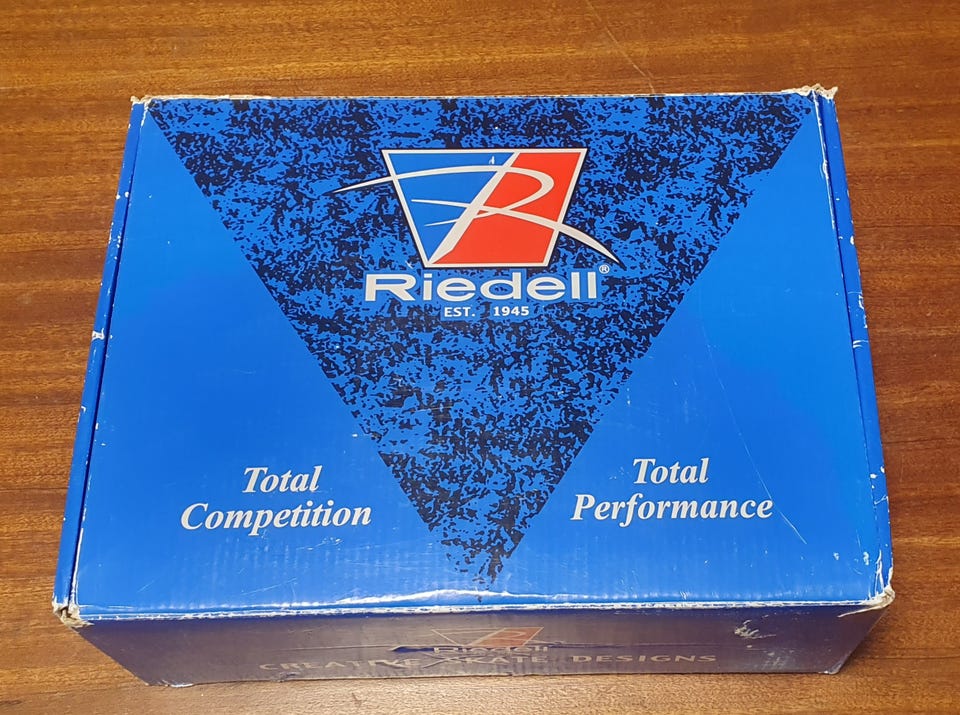 R
Riedell®
EST. 1945
Total
Competition
Total
Performance
Riedell
CREATIVE SKATE DESIGNS